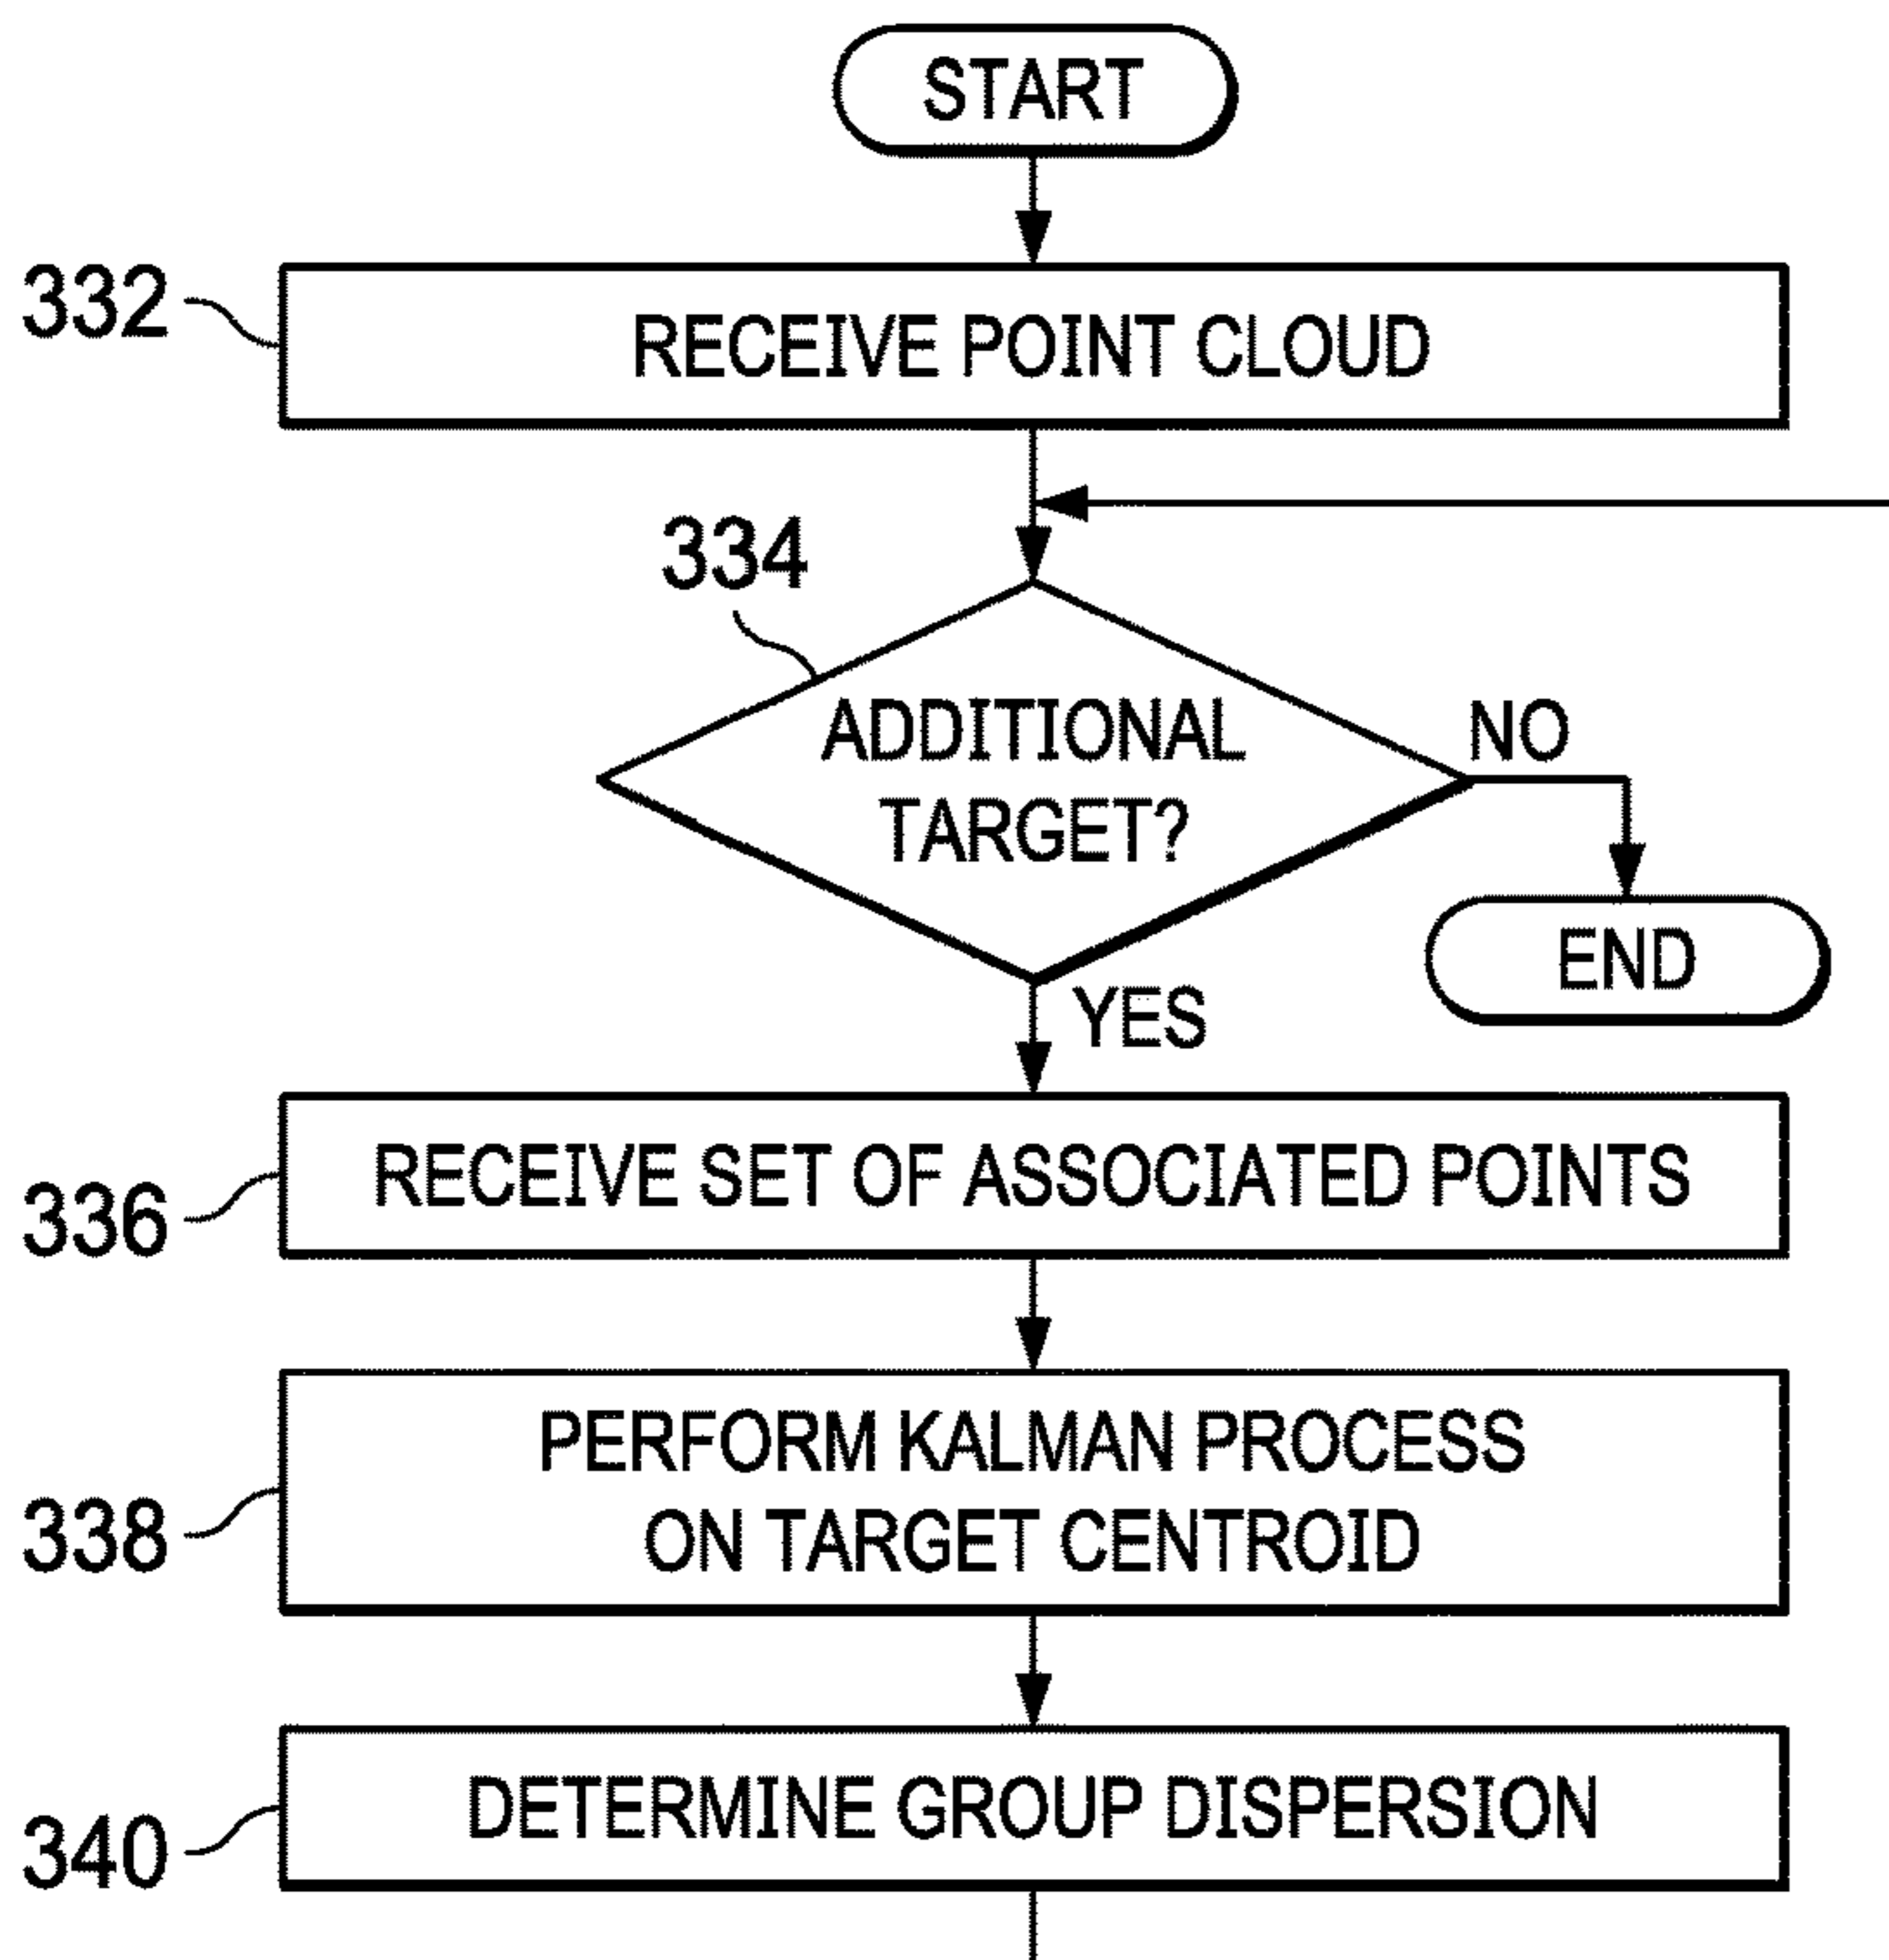 START
332
RECEIVE POINT CLOUD
334
ADDITIONAL
TARGET?
NO
END
YES
336
RECEIVE SET OF ASSOCIATED POINTS
338
PERFORM KALMAN PROCESS
ON TARGET CENTROID
340
DETERMINE GROUP DISPERSION